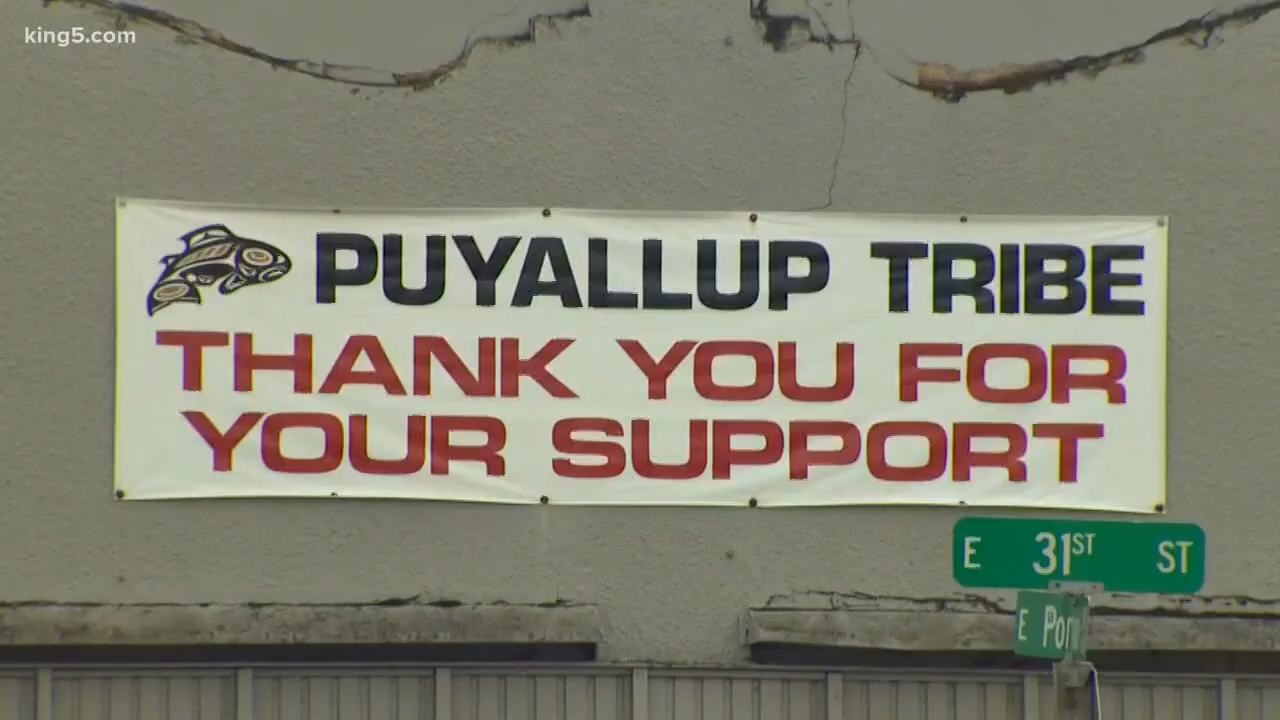 king5.com
PUYALLUP TRIBE
THANK YOU FOR
YOUR SUPPORT
E 31ST ST
E